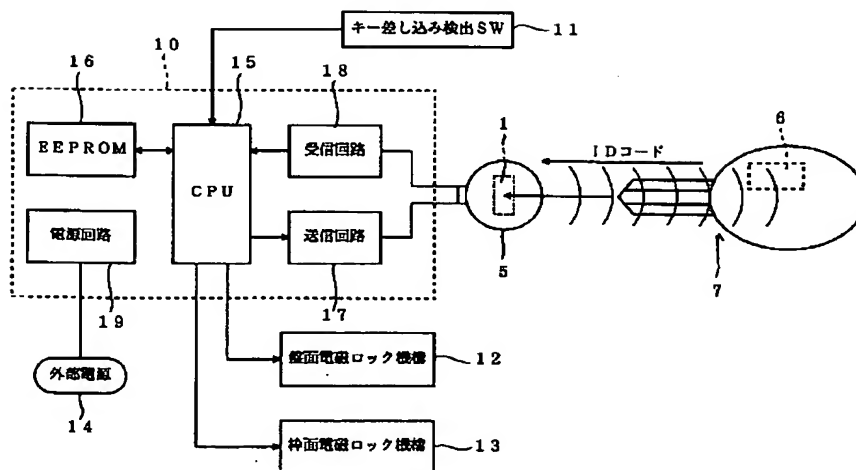 キー差し込み検出SW
11
10
16
15
18
EEPROM
CPU
受信回路
1
IDコード
6
電源回路
送信回路
5
7
19
17
外部電源
14
盤面電磁ロック機構
12
枠面電磁ロック機構
13